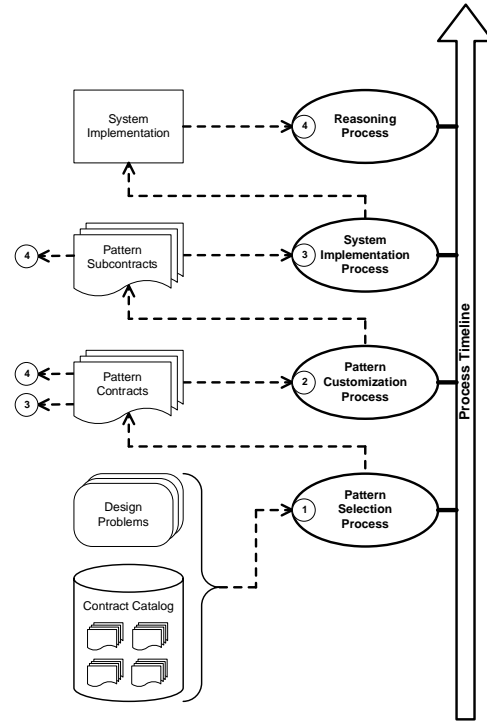 System
Implementation
4
Reasoning
Process
4
Pattern
Subcontracts
3
System
Implementation
Process
4
3
Pattern
Contracts
2
Pattern
Customization
Process
Design
Problems
1
Pattern
Selection
Process
Contract Catalog
Process Timeline